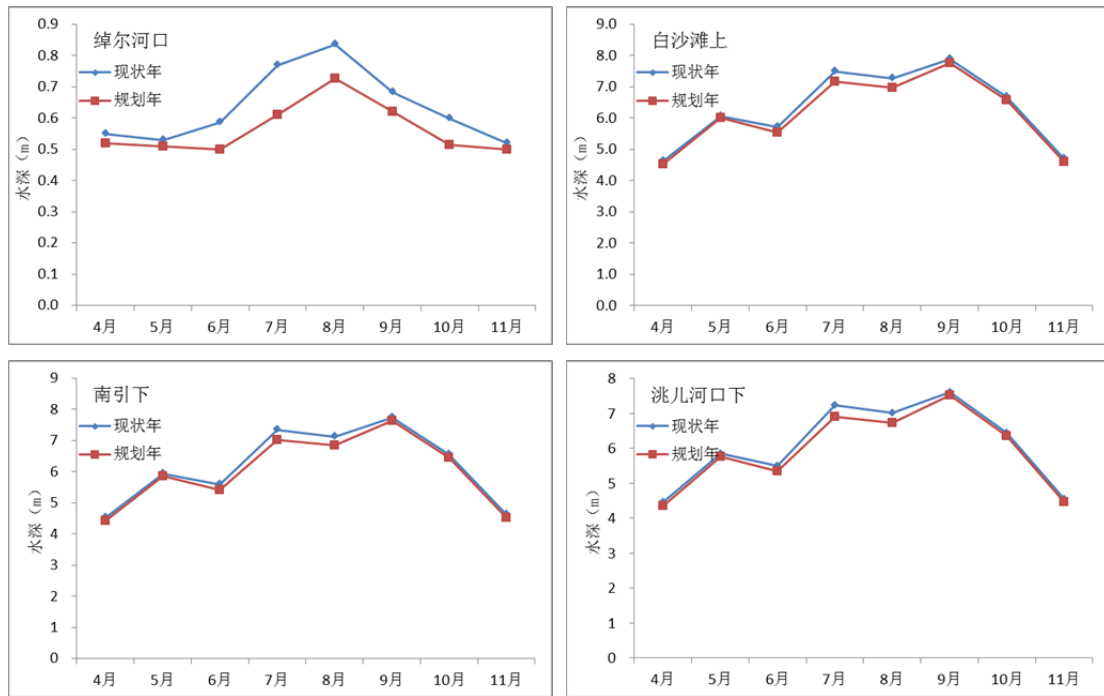 绰尔河口
现状年
规划年
水深（m）
0.9
0.8
0.7
0.6
0.5
0.4
0.3
0.2
0.1
0.0
4月 5月 6月 7月 8月 9月 10月 11月
白沙滩上
现状年
规划年
水深（m）
9.0
8.0
7.0
6.0
5.0
4.0
3.0
2.0
1.0
0.0
4月 5月 6月 7月 8月 9月 10月 11月
南引下
现状年
规划年
水深（m）
9
8
7
6
5
4
3
2
1
0
4月 5月 6月 7月 8月 9月 10月 11月
洮儿河口下
现状年
规划年
水深（m）
8
7
6
5
4
3
2
1
0
4月 5月 6月 7月 8月 9月 10月 11月